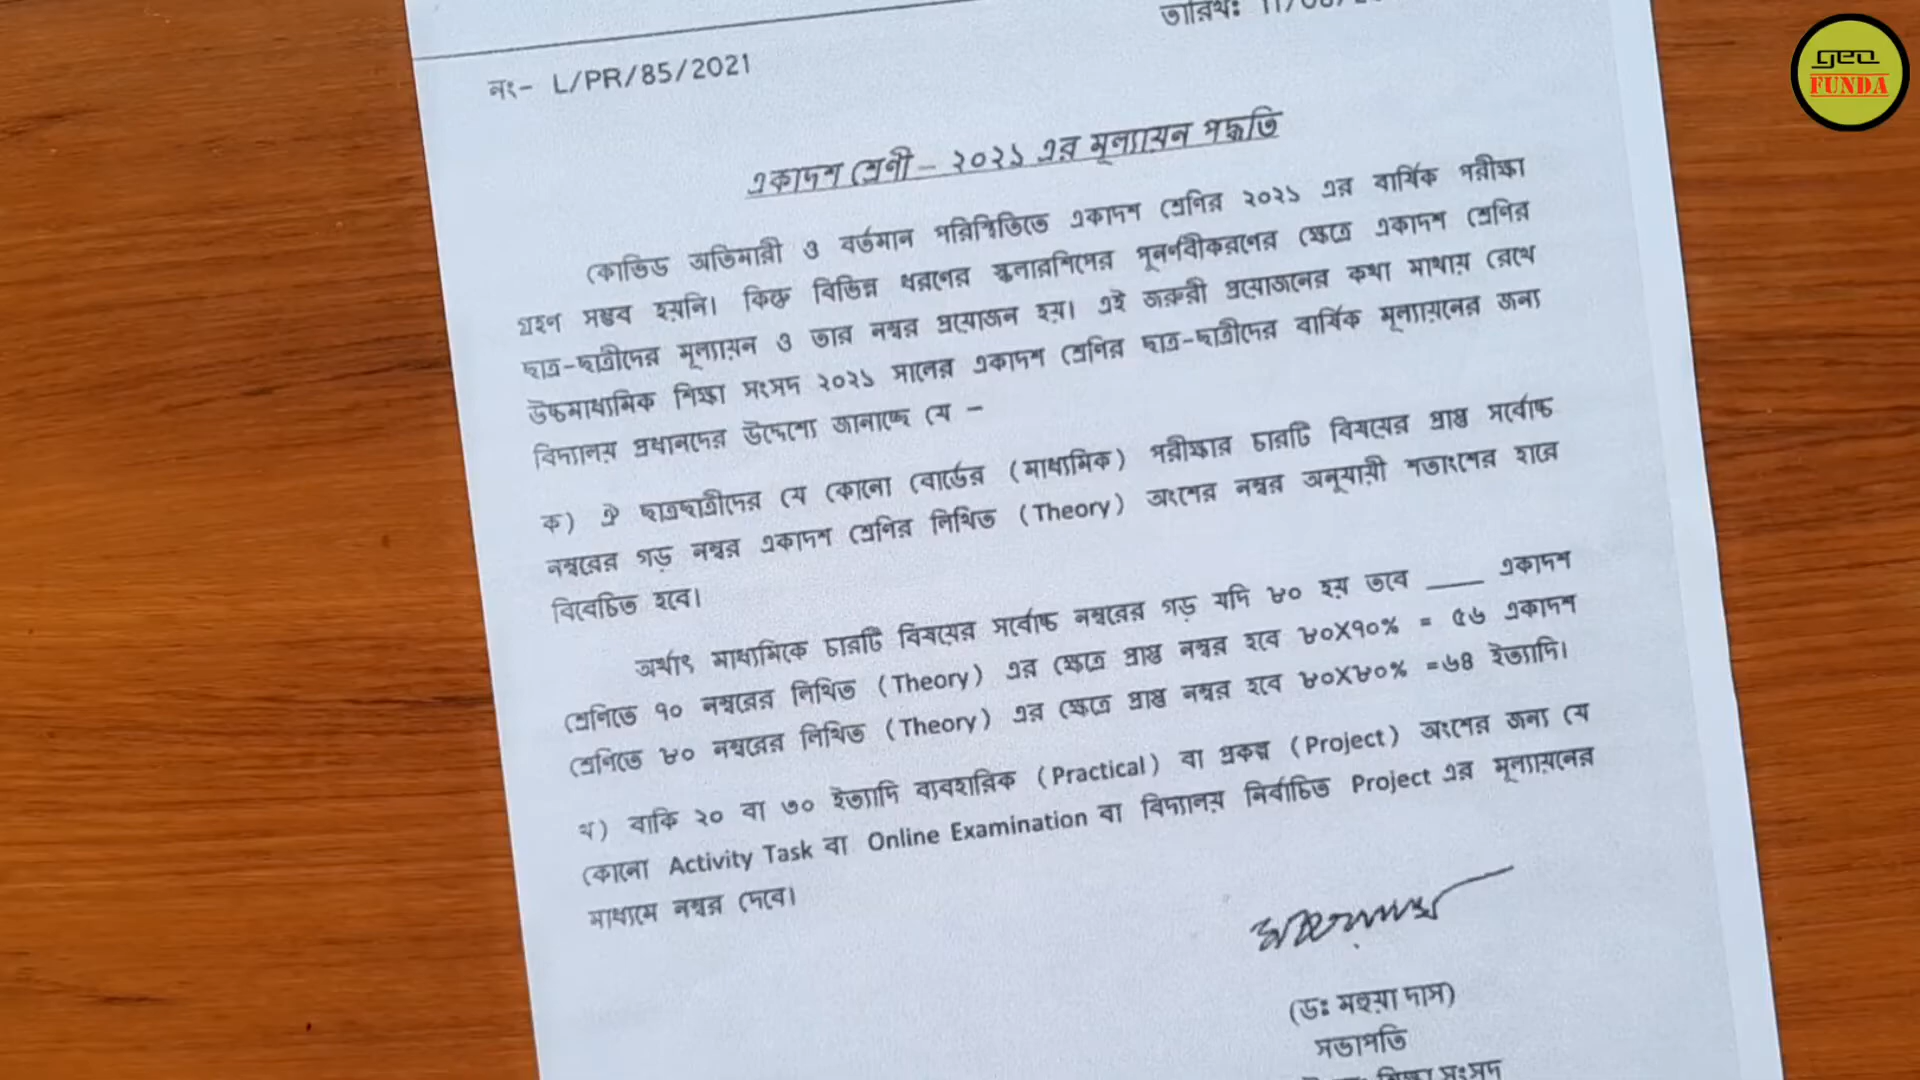 তারিখঃ 11/08/
নং- L/PR/85/2021
একাদশ শ্রেণী – ২০২১ এর মূল্যায়ন পদ্ধতি
কোভিড অতিমারী ও বর্তমান পরিস্থিতিতে একাদশ শ্রেণির ২০২১ এর বার্ষিক পরীক্ষা
গ্রহণ সম্ভব হয়নি। কিন্তু বিভিন্ন ধরণের স্কলারশিপের পূনর্ণবীকরণের ক্ষেত্রে একাদশ শ্রেণির
ছাত্র-ছাত্রীদের মূল্যায়ন ও তার নম্বর প্রয়োজন হয়। এই জরুরী প্রয়োজনের কথা মাথায় রেখে
উচ্চমাধ্যমিক শিক্ষা সংসদ ২০২১ সালের একাদশ শ্রেণির ছাত্র-ছাত্রীদের বার্ষিক মূল্যায়নের জন্য
বিদ্যালয় প্রধানদের উদ্দেশ্যে জানাচ্ছে যে –
ক) ঐ ছাত্রছাত্রীদের যে কোনো বোর্ডের (মাধ্যমিক) পরীক্ষার চারটি বিষয়ের প্রাপ্ত সর্বোচ্চ
নম্বরের গড় নম্বর একাদশ শ্রেণির লিখিত (Theory) অংশের নম্বর অনুযায়ী শতাংশের হারে
বিবেচিত হবে।
অর্থাৎ মাধ্যমিকে চারটি বিষয়ের সর্বোচ্চ নম্বরের গড় যদি ৮০ হয় তবে ____ একাদশ
শ্রেণিতে ৭০ নম্বরের লিখিত (Theory) এর ক্ষেত্রে প্রাপ্ত নম্বর হবে ৮০X৭০% = ৫৬ একাদশ
শ্রেণিতে ৮০ নম্বরের লিখিত (Theory) এর ক্ষেত্রে প্রাপ্ত নম্বর হবে ৮০X৮০% =৬৪ ইত্যাদি।
খ) বাকি ২০ বা ৩০ ইত্যাদি ব্যবহারিক (Practical) বা প্রকল্প (Project) অংশের জন্য যে
কোনো Activity Task বা Online Examination বা বিদ্যালয় নির্বাচিত Project এর মূল্যায়নের
মাধ্যমে নম্বর দেবে।
(ডঃ মহুয়া দাস)
সভাপতি
শিক্ষা সংসদ
geo
FUNDA